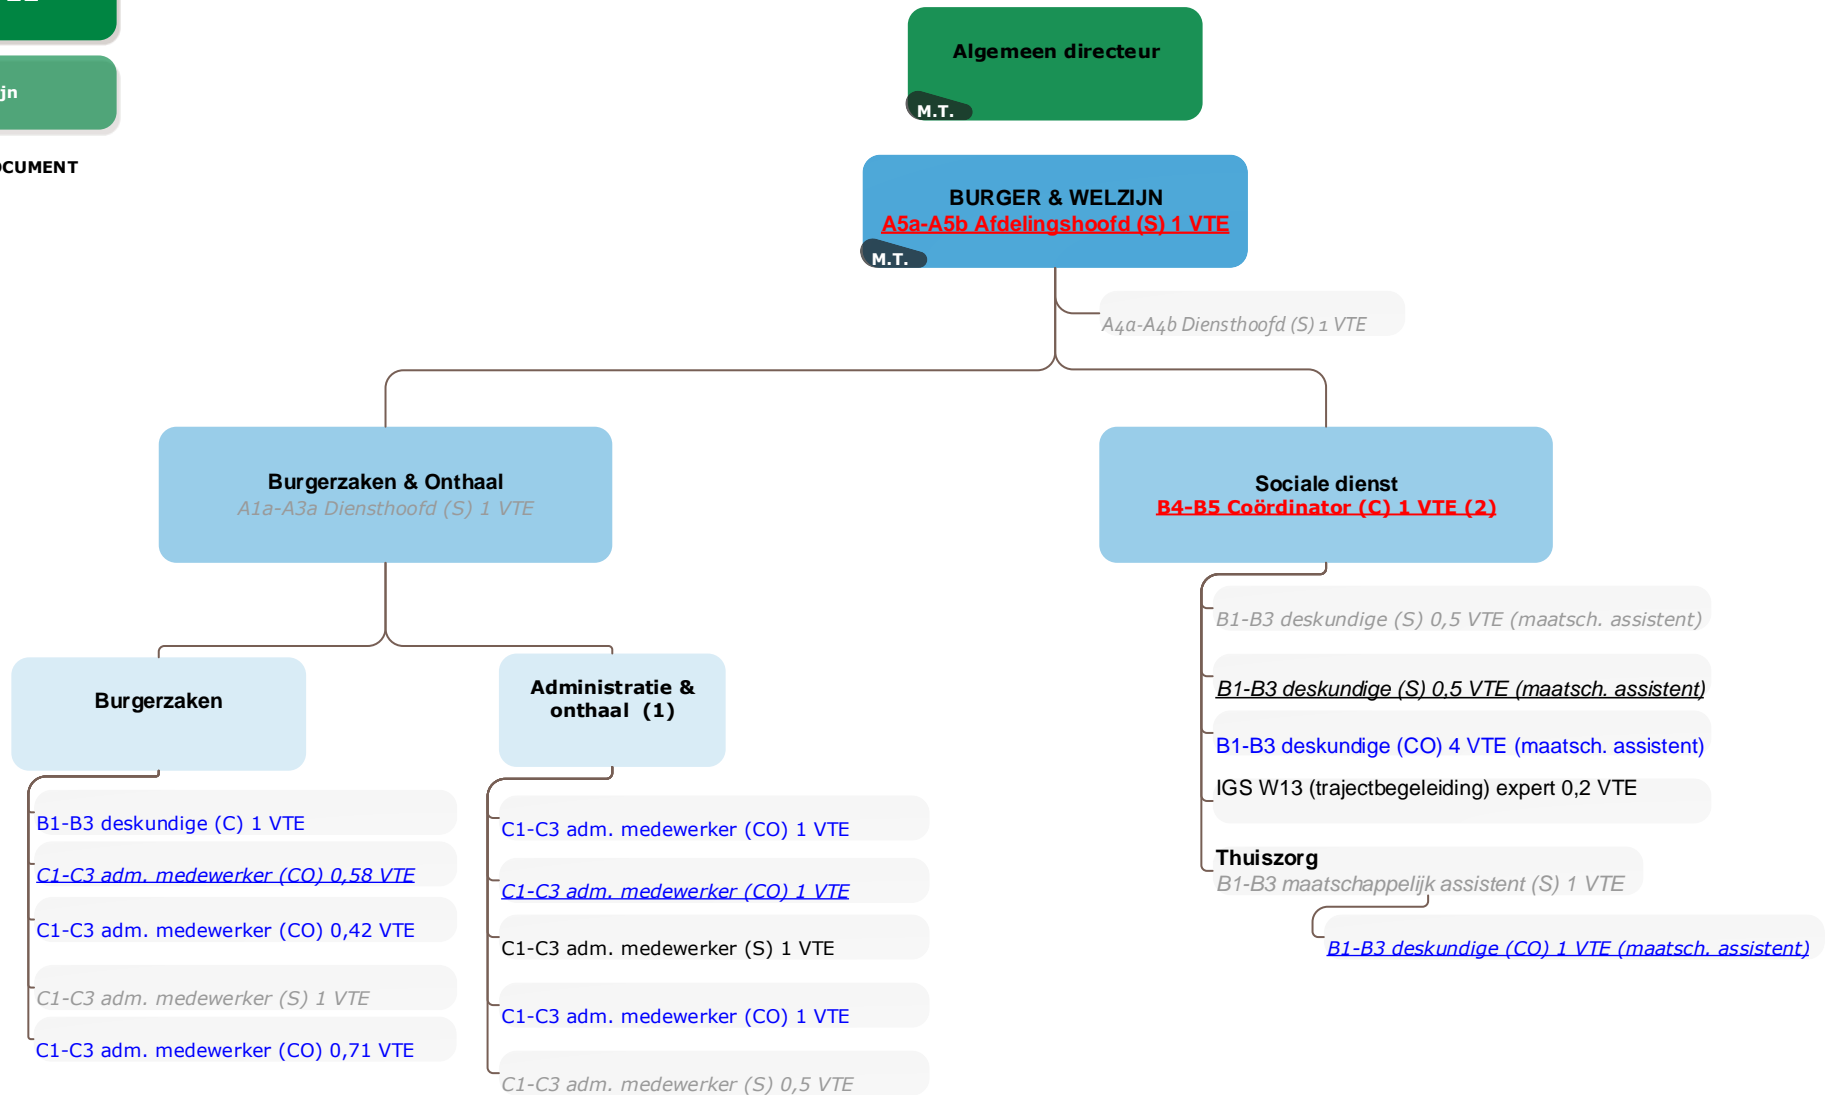 Algemeen directeur
M.T.
BURGER & WELZIJN
A5a-A5b Afdelingshoofd (S) 1 VTE
M.T.
A4a-A4b Diensthoofd (S) 1 VTE
Burgerzaken & Onthaal
A1a-A3a Diensthoofd (S) 1 VTE
Sociale dienst
B4-B5 Coördinator (C) 1 VTE (2)
Burgerzaken
B1-B3 deskundige (C) 1 VTE
C1-C3 adm. medewerker (CO) 0,58 VTE
C1-C3 adm. medewerker (CO) 0,42 VTE
C1-C3 adm. medewerker (S) 1 VTE
C1-C3 adm. medewerker (CO) 0,71 VTE
Administratie &
onthaal (1)
C1-C3 adm. medewerker (CO) 1 VTE
C1-C3 adm. medewerker (CO) 1 VTE
C1-C3 adm. medewerker (S) 1 VTE
C1-C3 adm. medewerker (CO) 1 VTE
C1-C3 adm. medewerker (S) 0,5 VTE
B1-B3 deskundige (S) 0,5 VTE (maatsch. assistent)
B1-B3 deskundige (S) 0,5 VTE (maatsch. assistent)
B1-B3 deskundige (CO) 4 VTE (maatsch. assistent)
IGS W13 (trajectbegeleiding) expert 0,2 VTE
Thuiszorg
B1-B3 maatschappelijk assistent (S) 1 VTE
B1-B3 deskundige (CO) 1 VTE (maatsch. assistent)